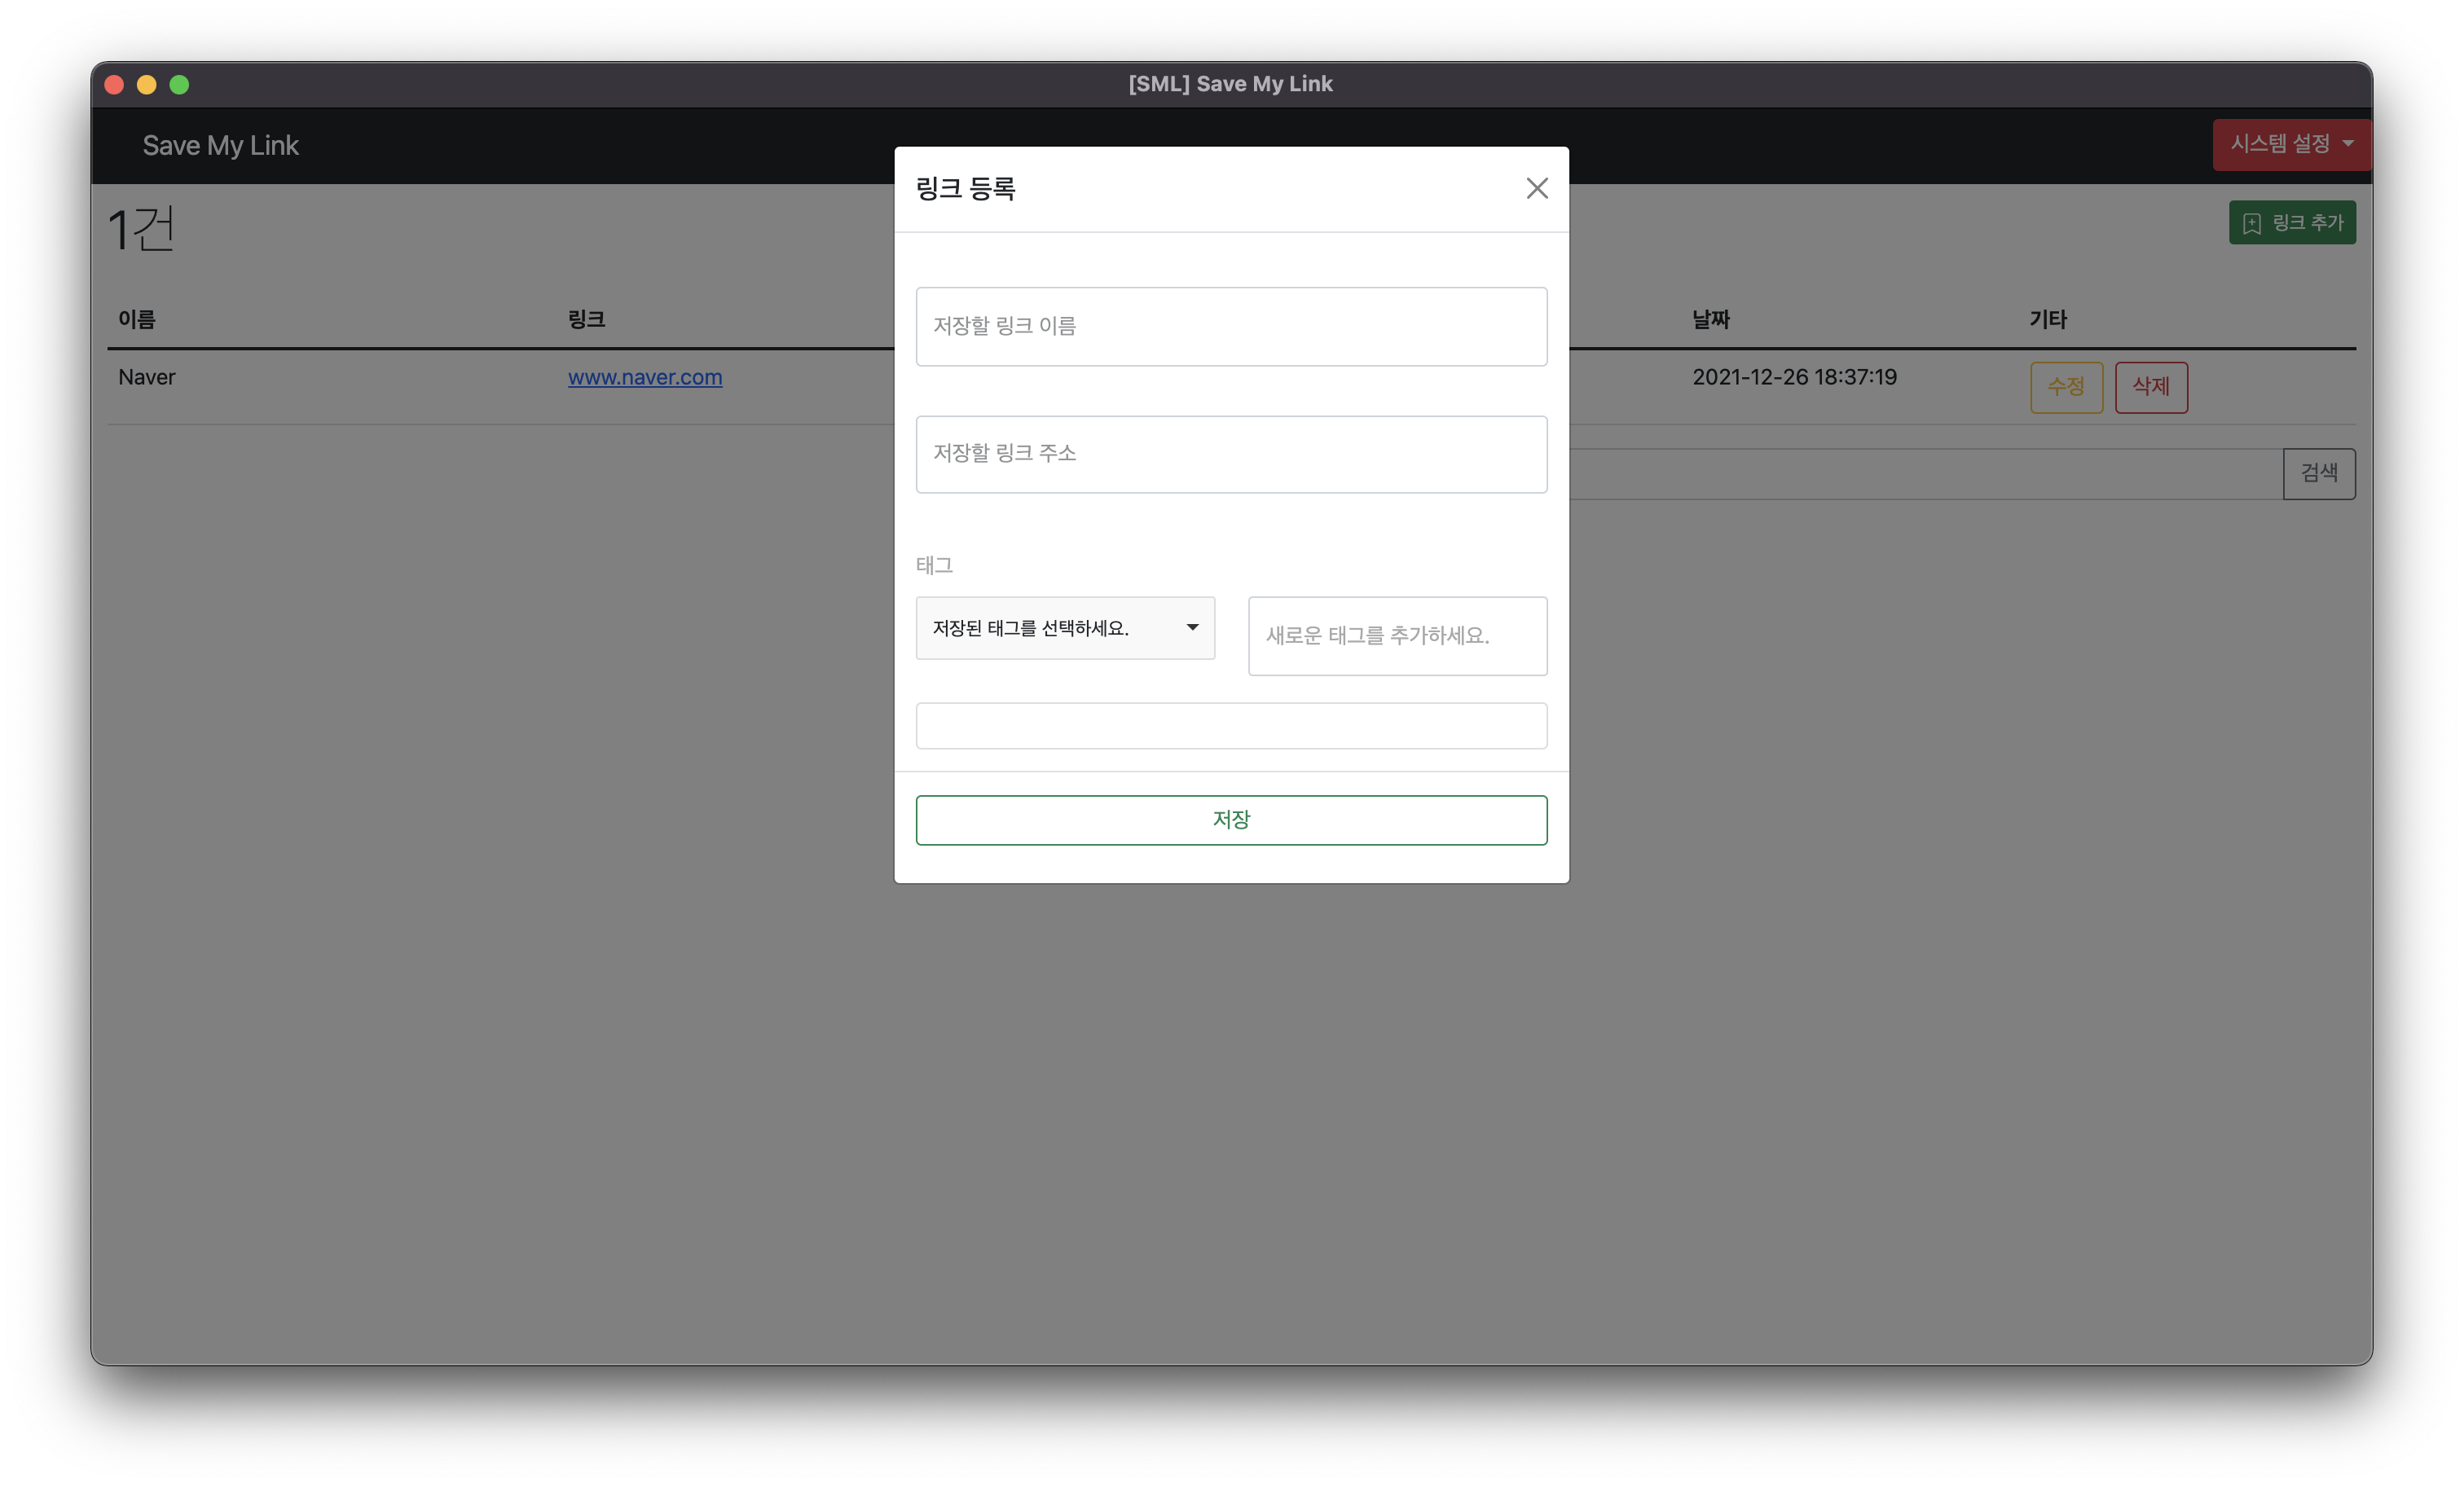 [SML] Save My Link
Save My Link
시스템 설정
1건
링크 추가
이름 링크 날짜 기타
Naver www.naver.com 2021-12-26 18:37:19 수정 삭제
검색
링크 등록
저장할 링크 이름
저장할 링크 주소
태그
저장된 태그를 선택하세요. 새로운 태그를 추가하세요.
저장